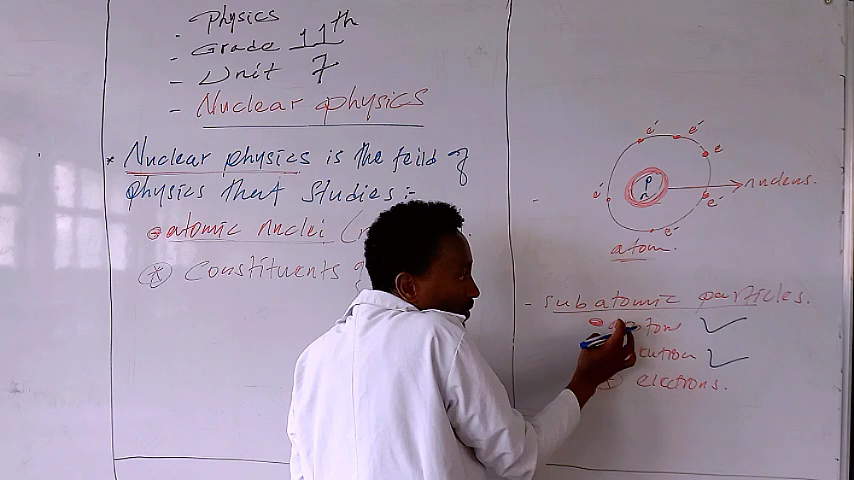 - Physics
- Grade 11th
- Unit 7
- Nuclear physics
* Nuclear physics is the feild of
physics that studies:-
atomic nuclei (
Constituents
e- e-
e
e-
e-
e-
P
n
nucleus.
atom.
- subatomic particles.
electrons.